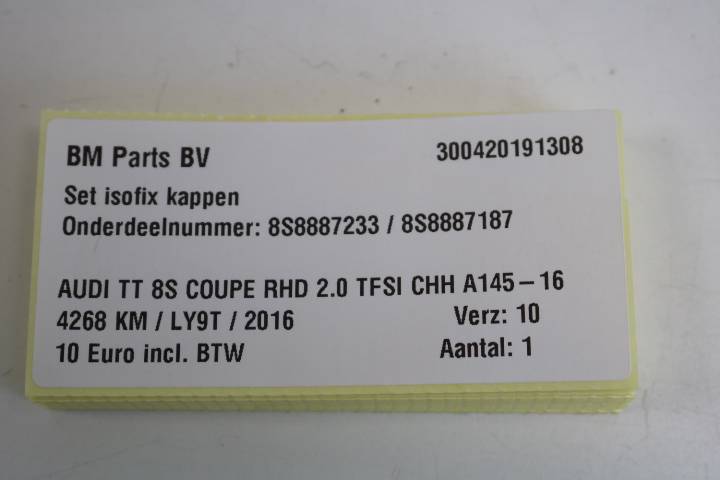 BM Parts BV 300420191308
Set isofix kappen
Onderdeelnummer: 8S8887233 / 8S8887187
AUDI TT 8S COUPE RHD 2.0 TFSI CHH A145-16
4268 KM / LY9T / 2016 Verz: 10
10 Euro incl. BTW Aantal: 1